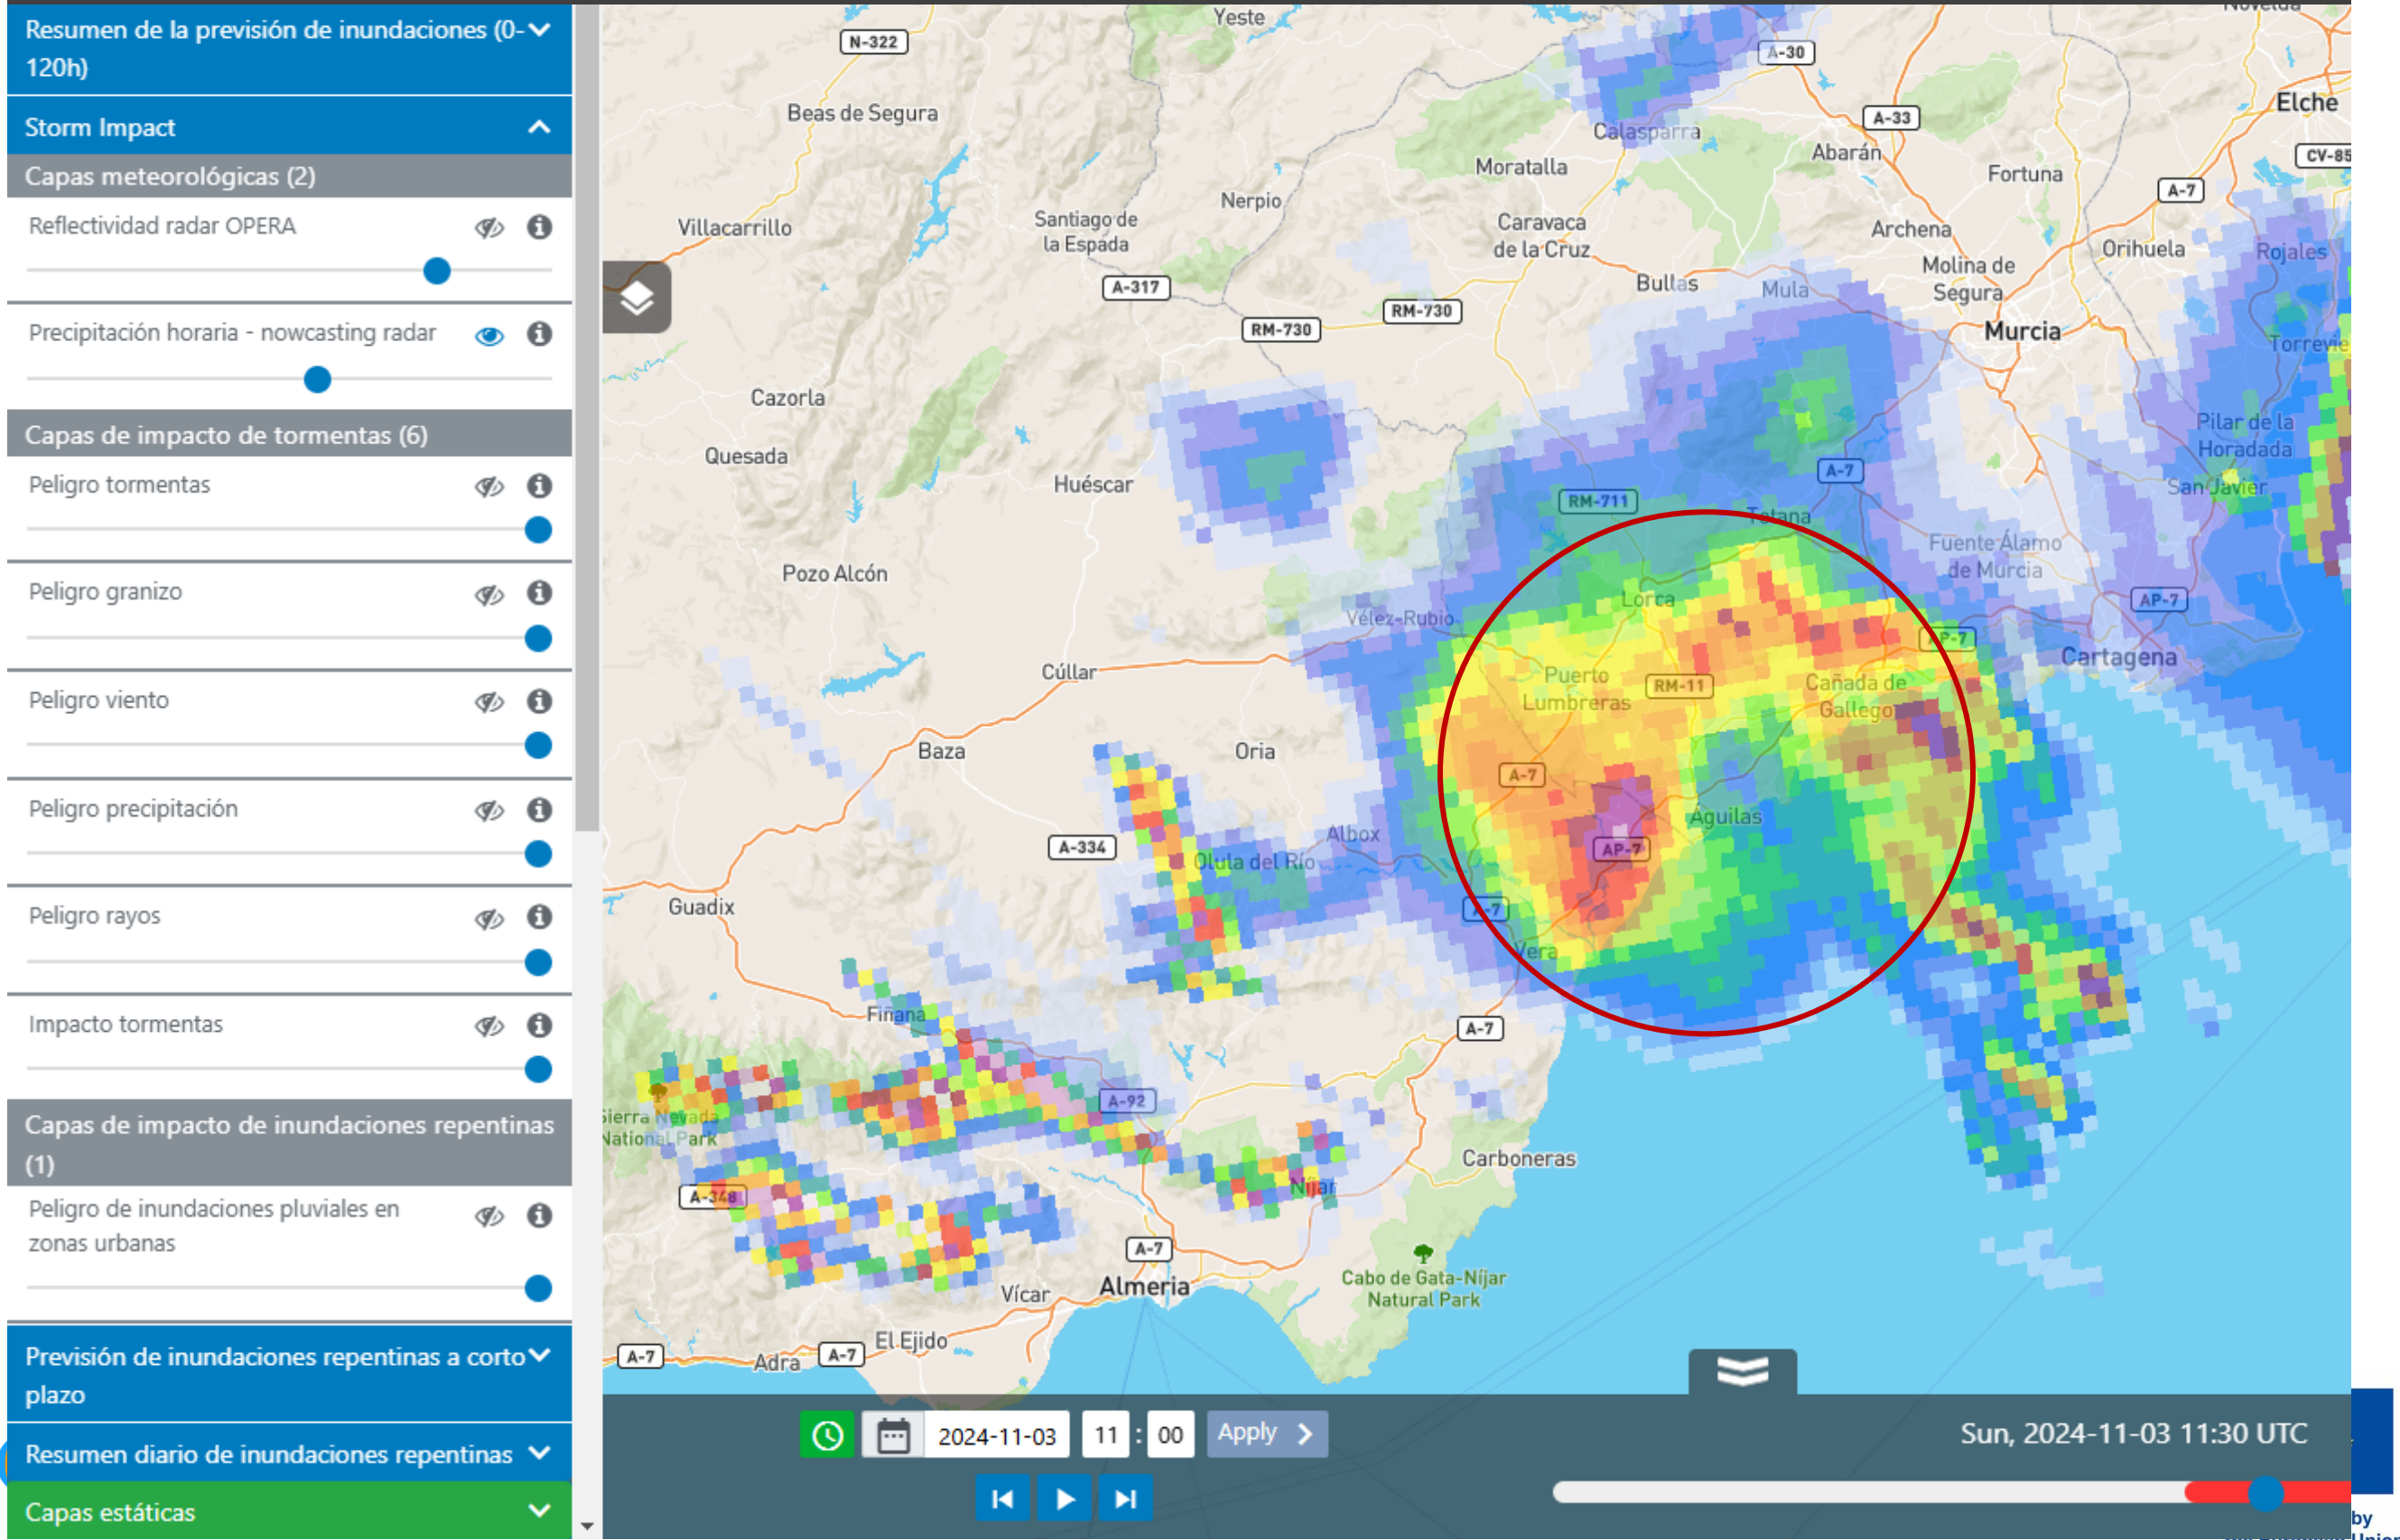 Resumen de la previsión de inundaciones (0-
120h)
Storm Impact
Capas meteorológicas (2)
Reflectividad radar OPERA
Precipitación horaria - nowcasting radar
Capas de impacto de tormentas (6)
Peligro tormentas
Peligro granizo
Peligro viento
Peligro precipitación
Peligro rayos
Impacto tormentas
Capas de impacto de inundaciones repentinas
(1)
Peligro de inundaciones pluviales en
zonas urbanas
Previsión de inundaciones repentinas a corto
plazo
Resumen diario de inundaciones repentinas
Capas estáticas
Yeste
N-322
A-30
Elche
Beas de Segura
A-33
Calasparra
Abarán
CV-85
Moratalla
Fortuna
A-7
Nerpio
Villacarrillo
Santiago de
la Espada
Caravaca
de la Cruz
Archena
Orihuela
Rojales
Molina de
Segura
A-317
Bullas
Mula
RM-730
RM-730
Murcia
Torrevie
Cazorla
Pilar de la
Horadada
Quesada
A-7
Huéscar
San Javier
RM-711
Totana
Fuente Álamo
de Murcia
Pozo Alcón
Lorca
AP-7
Vélez-Rubio
AP-7
Cartagena
Cúllar
Puerto
Lumbreras
RM-11
Cañada de
Gallego
Baza
Oria
A-7
Águilas
Albox
A-334
AP-7
Olula del Río
Guadix
A-7
Vera
Fiñana
A-7
A-92
Sierra Nevada
National Park
Carboneras
A-348
Níjar
A-7
Almeria
Cabo de Gata-Níjar
Natural Park
Vícar
El Ejido
A-7
Adra
A-7
2024-11-03
11 : 00
Apply
Sun, 2024-11-03 11:30 UTC
by